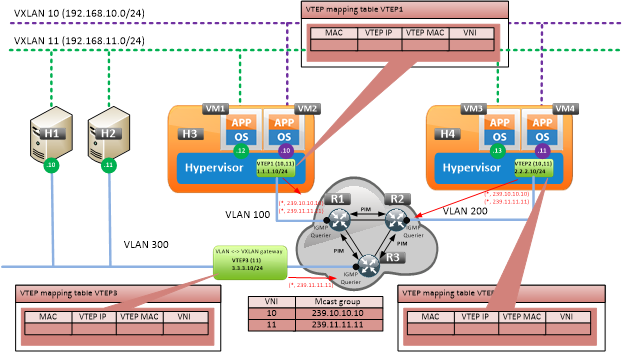 VXLAN 10 (192.168.10.0/24)
VXLAN 11 (192.168.11.0/24)
VTEP mapping table VTEP1
MAC VTEP IP VTEP MAC VNI
H1
.10
H2
.11
VM1
VM2
H3
APP
OS
.12
APP
OS
.10
Hypervisor
VTEP1 (10,11)
1.1.1.10/24
VM3
VM4
H4
APP
OS
.13
APP
OS
.11
Hypervisor
VTEP2 (10,11)
2.2.2.10/24
(*, 239.10.10.10)
(*, 239.11.11.11)
(*, 239.10.10.10)
(*, 239.11.11.11)
VLAN 100
VLAN 200
VLAN 300
R1
R2
R3
PIM
PIM
PIM
IGMP
Querier
IGMP
Querier
IGMP
Querier
VLAN <-> VXLAN gateway
VTEP3 (11)
3.3.3.10/24
(*, 239.11.11.11)
VTEP mapping table VTEP3
MAC VTEP IP VTEP MAC VNI
VNI Mcast group
10 239.10.10.10
11 239.11.11.11
VTEP mapping table
MAC VTEP IP VTEP MAC VNI